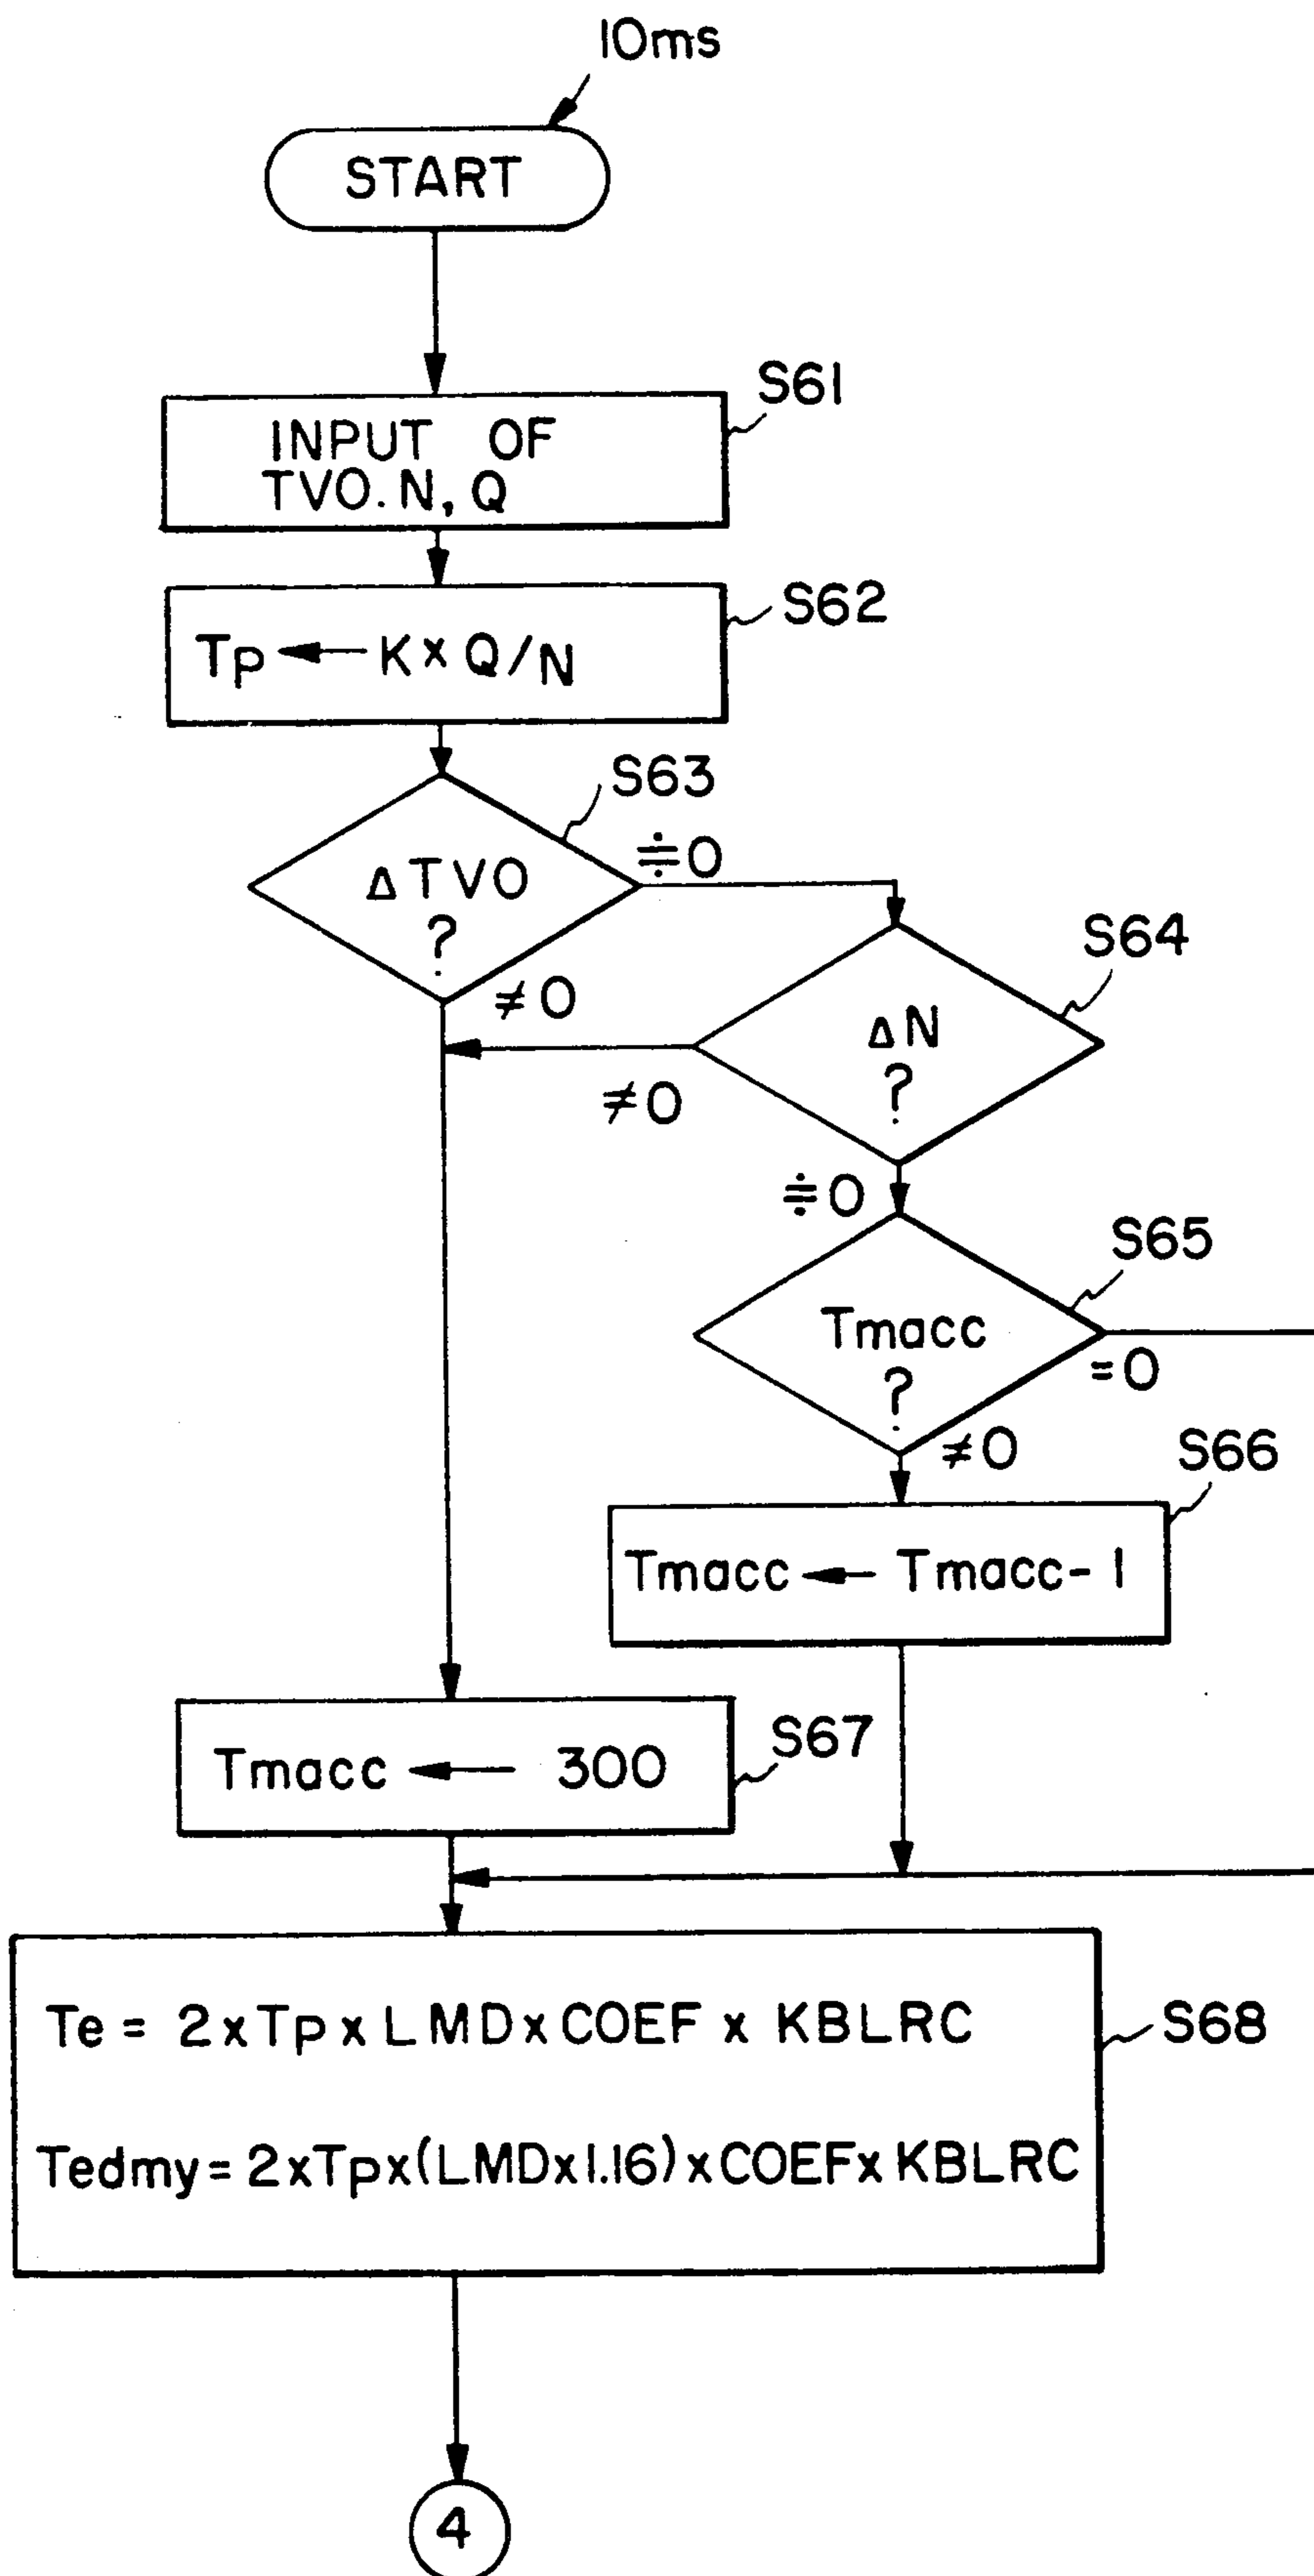 10ms
START
S61
INPUT OF
TVO. N, Q
S62
Tp ← K × Q/N
S63
ΔTVO
?
≒0
≠0
S64
ΔN
?
≠0
≒0
S65
Tmacc
?
=0
≠0
S66
Tmacc ← Tmacc-1
S67
Tmacc ← 300
S68
Te = 2×Tp×LMD×COEF × KBLRC
Tedmy=2×Tp×(LMD×1.16)×COEF×KBLRC
4